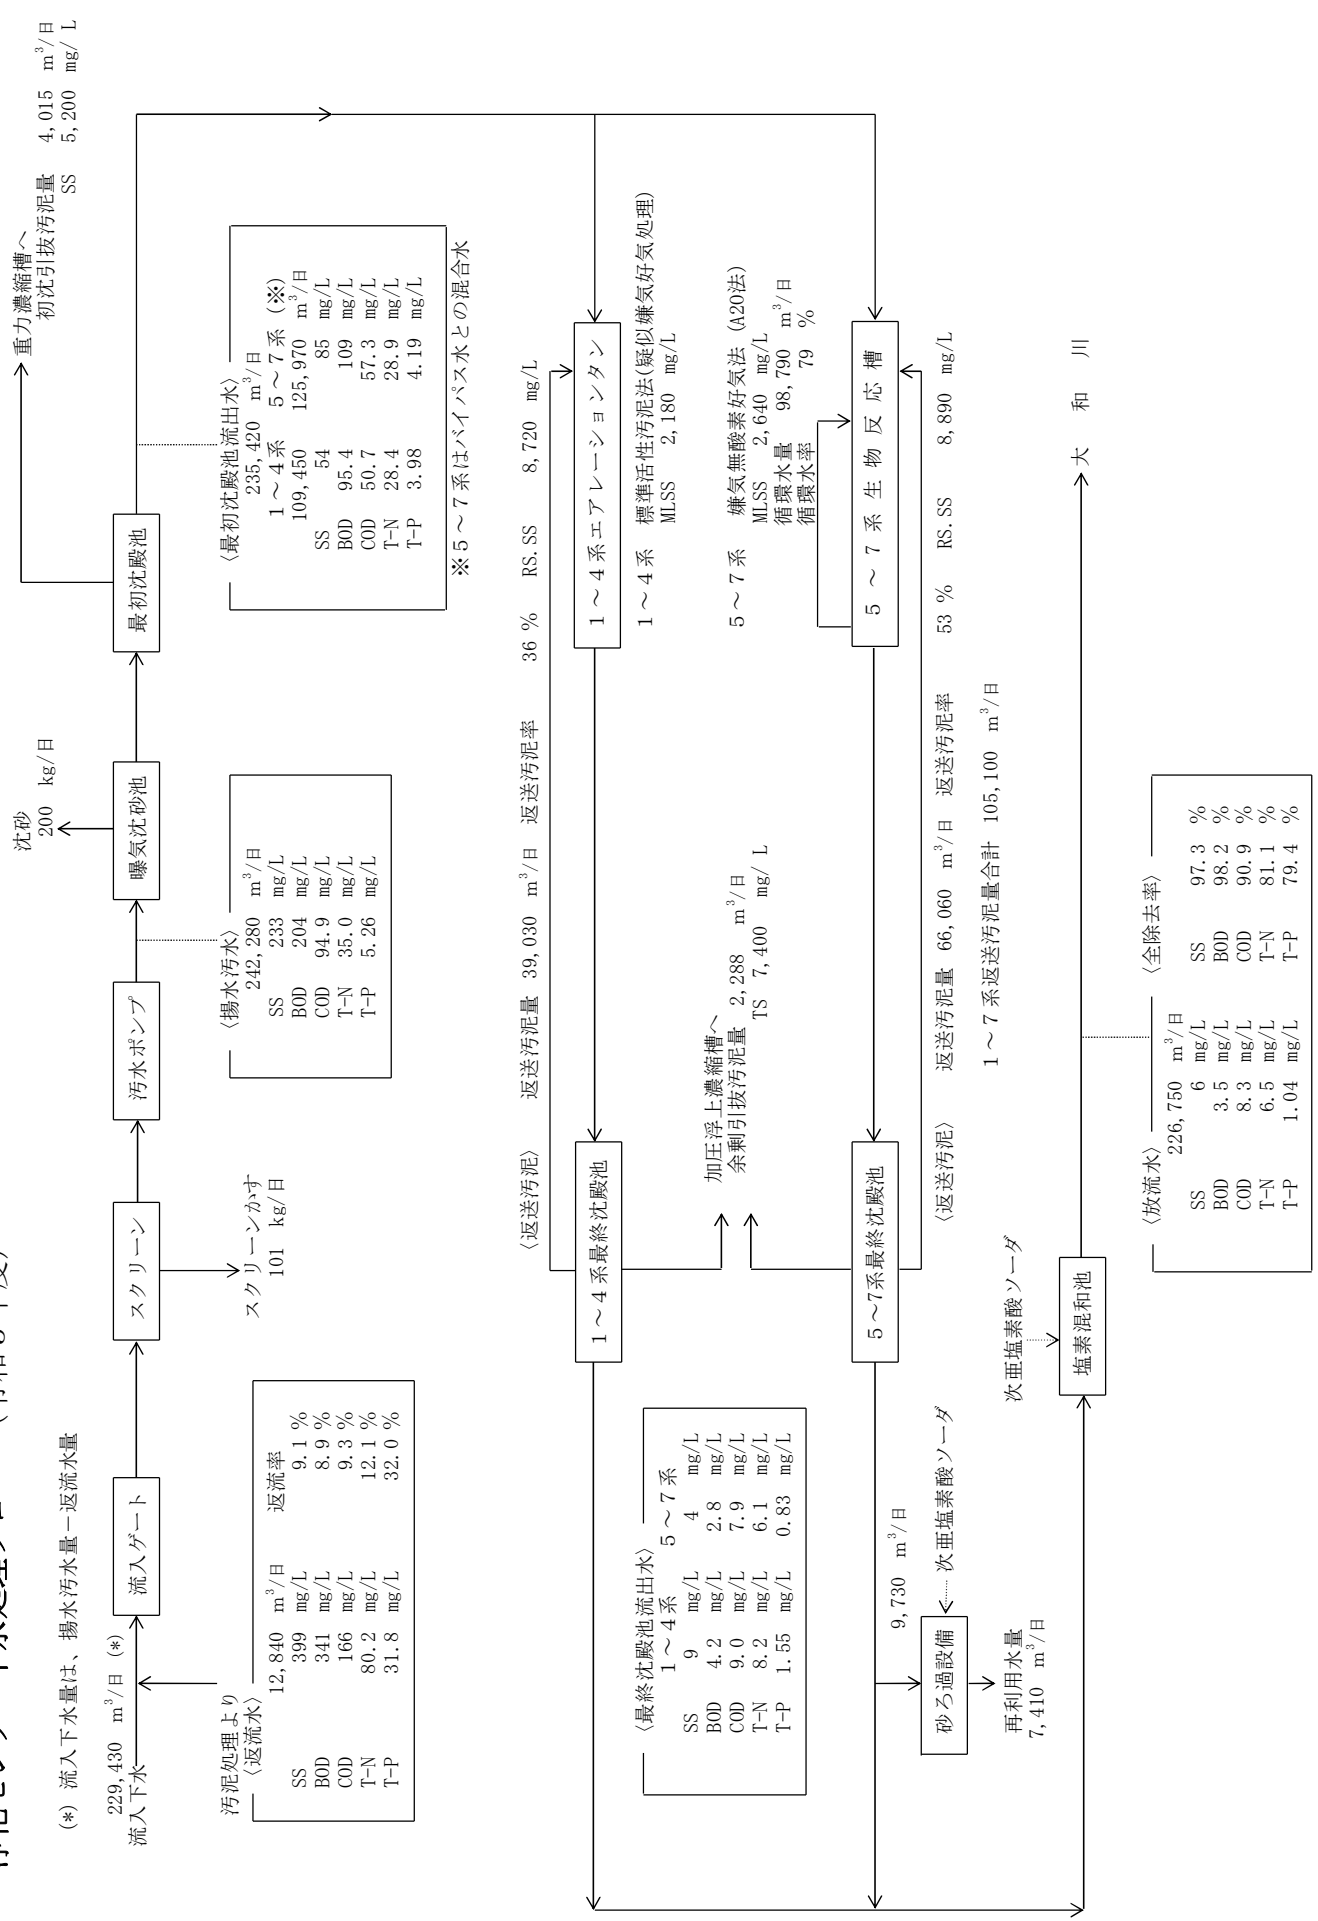 (*) 流入下水量は、揚水汚水量－返流水量
229,430 m³/日 (*)
流入下水
流入ゲート
スクリーン
汚水ポンプ
曝気沈砂池
最初沈殿池
沈砂
200 kg/日
重力濃縮槽へ
初沈引抜汚泥量 4,015 m³/日
SS 5,200 mg/L
スクリーンかす
101 kg/日
汚泥処理より
〈返流水〉
12,840 m³/日 返流率
SS 399 mg/L 9.1 %
BOD 341 mg/L 8.9 %
COD 166 mg/L 9.3 %
T-N 80.2 mg/L 12.1 %
T-P 31.8 mg/L 32.0 %
〈揚水汚水〉
242,280 m³/日
SS 233 mg/L
BOD 204 mg/L
COD 94.9 mg/L
T-N 35.0 mg/L
T-P 5.26 mg/L
〈最初沈殿池流出水〉
235,420 m³/日
1～4系 5～7系 (※)
109,450 125,970 m³/日
SS 54 85 mg/L
BOD 95.4 109 mg/L
COD 50.7 57.3 mg/L
T-N 28.4 28.9 mg/L
T-P 3.98 4.19 mg/L
※5～7系はバイパス水との混合水
〈返送汚泥〉 返送汚泥量 39,030 m³/日 返送汚泥率 36 % RS.SS 8,720 mg/L
1～4系最終沈殿池
1～4系エアレーションタン
1～4系 標準活性汚泥法(疑似嫌気好気処理)
MLSS 2,180 mg/L
加圧浮上濃縮槽へ
余剰引抜汚泥量 2,288 m³/日
TS 7,400 mg/L
5～7系 嫌気無酸素好気法 (A2O法)
MLSS 2,640 mg/L
循環水量 98,790 m³/日
循環水率 79 %
5～7系最終沈殿池
5～7系生物反応槽
〈返送汚泥〉 返送汚泥量 66,060 m³/日 返送汚泥率 53 % RS.SS 8,890 mg/L
1～7系返送汚泥量合計 105,100 m³/日
〈最終沈殿池流出水〉
1～4系 5～7系
SS 9 mg/L 4 mg/L
BOD 4.2 mg/L 2.8 mg/L
COD 9.0 mg/L 7.9 mg/L
T-N 8.2 mg/L 6.1 mg/L
T-P 1.55 mg/L 0.83 mg/L
9,730 m³/日
砂ろ過設備
次亜塩素酸ソーダ
再利用水量
7,410 m³/日
次亜塩素酸ソーダ
塩素混和池
大和川
〈放流水〉 〈全除去率〉
226,750 m³/日
SS 6 mg/L SS 97.3 %
BOD 3.5 mg/L BOD 98.2 %
COD 8.3 mg/L COD 90.9 %
T-N 6.5 mg/L T-N 81.1 %
T-P 1.04 mg/L T-P 79.4 %